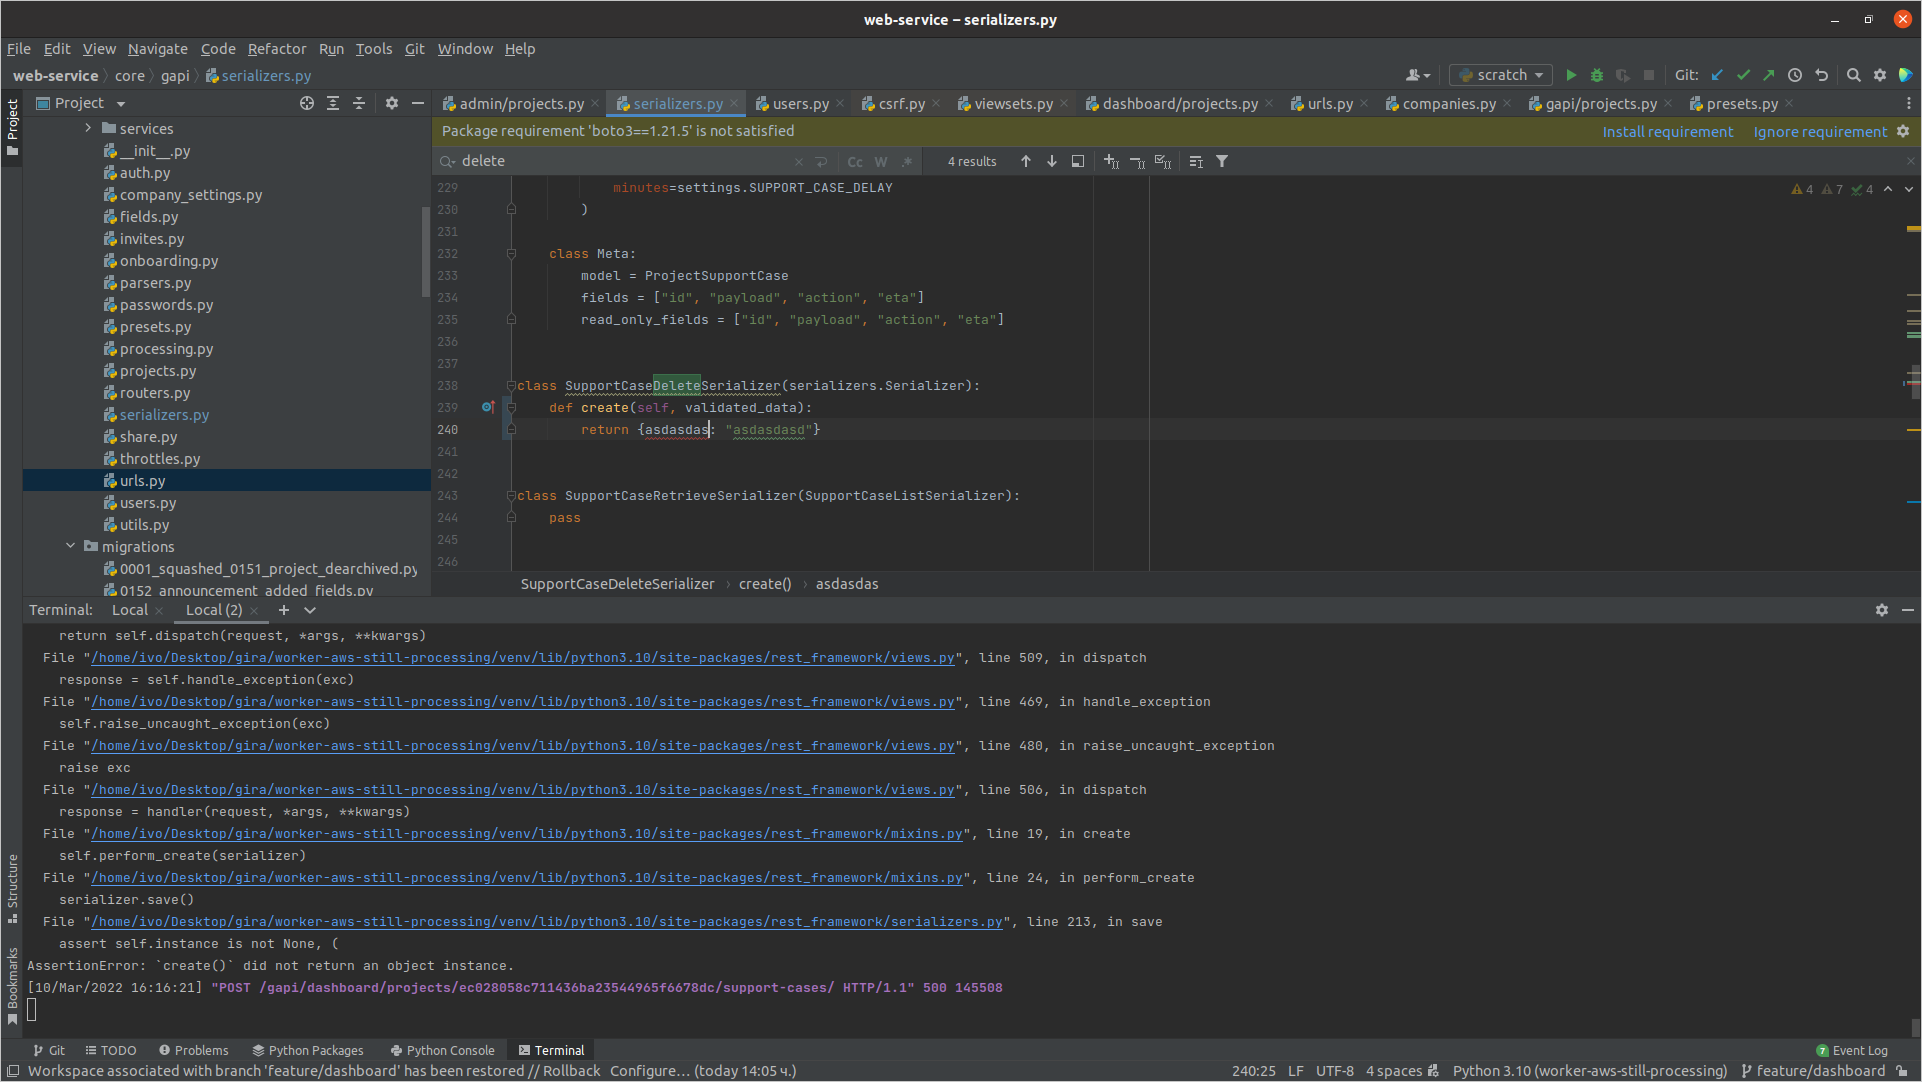 web-service – serializers.py
File Edit View Navigate Code Refactor Run Tools Git Window Help
web-service core gapi serializers.py
scratch Git:
Project
admin/projects.py serializers.py users.py csrf.py viewsets.py dashboard/projects.py urls.py companies.py gapi/projects.py presets.py
Project
Package requirement 'boto3==1.21.5' is not satisfied
Install requirement Ignore requirement
delete
Cc W .* 4 results
services
__init__.py
auth.py
company_settings.py
fields.py
invites.py
onboarding.py
parsers.py
passwords.py
presets.py
processing.py
projects.py
routers.py
serializers.py
share.py
throttles.py
urls.py
users.py
utils.py
migrations
0001_squashed_0151_project_dearchived.py
0152_announcement_added_fields.py
4 7 4
229 minutes=settings.SUPPORT_CASE_DELAY
230 )
231
232 class Meta:
233 model = ProjectSupportCase
234 fields = ["id", "payload", "action", "eta"]
235 read_only_fields = ["id", "payload", "action", "eta"]
236
237
238 class SupportCaseDeleteSerializer(serializers.Serializer):
239 def create(self, validated_data):
240 return {asdasdas: "asdasdasd"}
241
242
243 class SupportCaseRetrieveSerializer(SupportCaseListSerializer):
244 pass
245
246
SupportCaseDeleteSerializer create() asdasdas
Terminal: Local Local (2)
return self.dispatch(request, *args, **kwargs)
File "/home/ivo/Desktop/gira/worker-aws-still-processing/venv/lib/python3.10/site-packages/rest_framework/views.py", line 509, in dispatch
response = self.handle_exception(exc)
File "/home/ivo/Desktop/gira/worker-aws-still-processing/venv/lib/python3.10/site-packages/rest_framework/views.py", line 469, in handle_exception
self.raise_uncaught_exception(exc)
File "/home/ivo/Desktop/gira/worker-aws-still-processing/venv/lib/python3.10/site-packages/rest_framework/views.py", line 480, in raise_uncaught_exception
raise exc
File "/home/ivo/Desktop/gira/worker-aws-still-processing/venv/lib/python3.10/site-packages/rest_framework/views.py", line 506, in dispatch
response = handler(request, *args, **kwargs)
File "/home/ivo/Desktop/gira/worker-aws-still-processing/venv/lib/python3.10/site-packages/rest_framework/mixins.py", line 19, in create
self.perform_create(serializer)
File "/home/ivo/Desktop/gira/worker-aws-still-processing/venv/lib/python3.10/site-packages/rest_framework/mixins.py", line 24, in perform_create
serializer.save()
File "/home/ivo/Desktop/gira/worker-aws-still-processing/venv/lib/python3.10/site-packages/rest_framework/serializers.py", line 213, in save
assert self.instance is not None, (
AssertionError: `create()` did not return an object instance.
[10/Mar/2022 16:16:21] "POST /gapi/dashboard/projects/ec028058c711436ba23544965f6678dc/support-cases/ HTTP/1.1" 500 145508
Structure
Bookmarks
Git TODO Problems Python Packages Python Console Terminal
7 Event Log
Workspace associated with branch 'feature/dashboard' has been restored // Rollback Configure... (today 14:05 ч.)
240:25 LF UTF-8 4 spaces Python 3.10 (worker-aws-still-processing) feature/dashboard